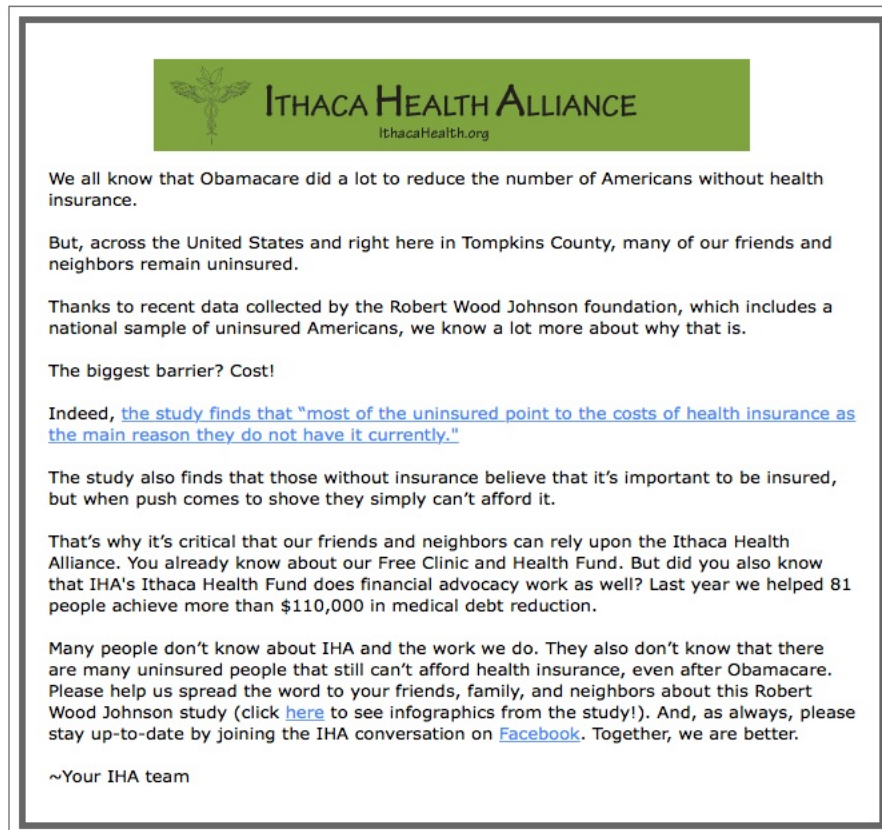 ITHACA HEALTH ALLIANCE
IthacaHealth.org
We all know that Obamacare did a lot to reduce the number of Americans without health
insurance.
But, across the United States and right here in Tompkins County, many of our friends and
neighbors remain uninsured.
Thanks to recent data collected by the Robert Wood Johnson foundation, which includes a
national sample of uninsured Americans, we know a lot more about why that is.
The biggest barrier? Cost!
Indeed, the study finds that “most of the uninsured point to the costs of health insurance as
the main reason they do not have it currently."
The study also finds that those without insurance believe that it’s important to be insured,
but when push comes to shove they simply can’t afford it.
That’s why it’s critical that our friends and neighbors can rely upon the Ithaca Health
Alliance. You already know about our Free Clinic and Health Fund. But did you also know
that IHA's Ithaca Health Fund does financial advocacy work as well? Last year we helped 81
people achieve more than $110,000 in medical debt reduction.
Many people don’t know about IHA and the work we do. They also don’t know that there
are many uninsured people that still can’t afford health insurance, even after Obamacare.
Please help us spread the word to your friends, family, and neighbors about this Robert
Wood Johnson study (click here to see infographics from the study!). And, as always, please
stay up-to-date by joining the IHA conversation on Facebook. Together, we are better.
~Your IHA team